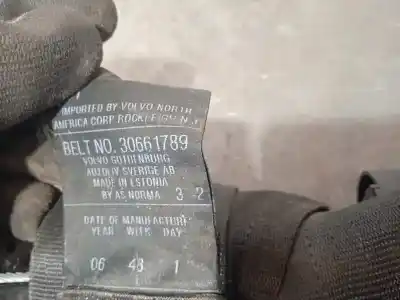 IMPORTED BY VOLVO NORTH
AMERICA CORP ROCKLEIGH N.J.
BELT NO. 30661789
VOLVO GOTHENBURG
AUTOLIV SVERIGE AB
MADE IN ESTONIA
BY AS NORMA 3-2
DATE OF MANUFACTURE
YEAR WEEK DAY
06 48 1